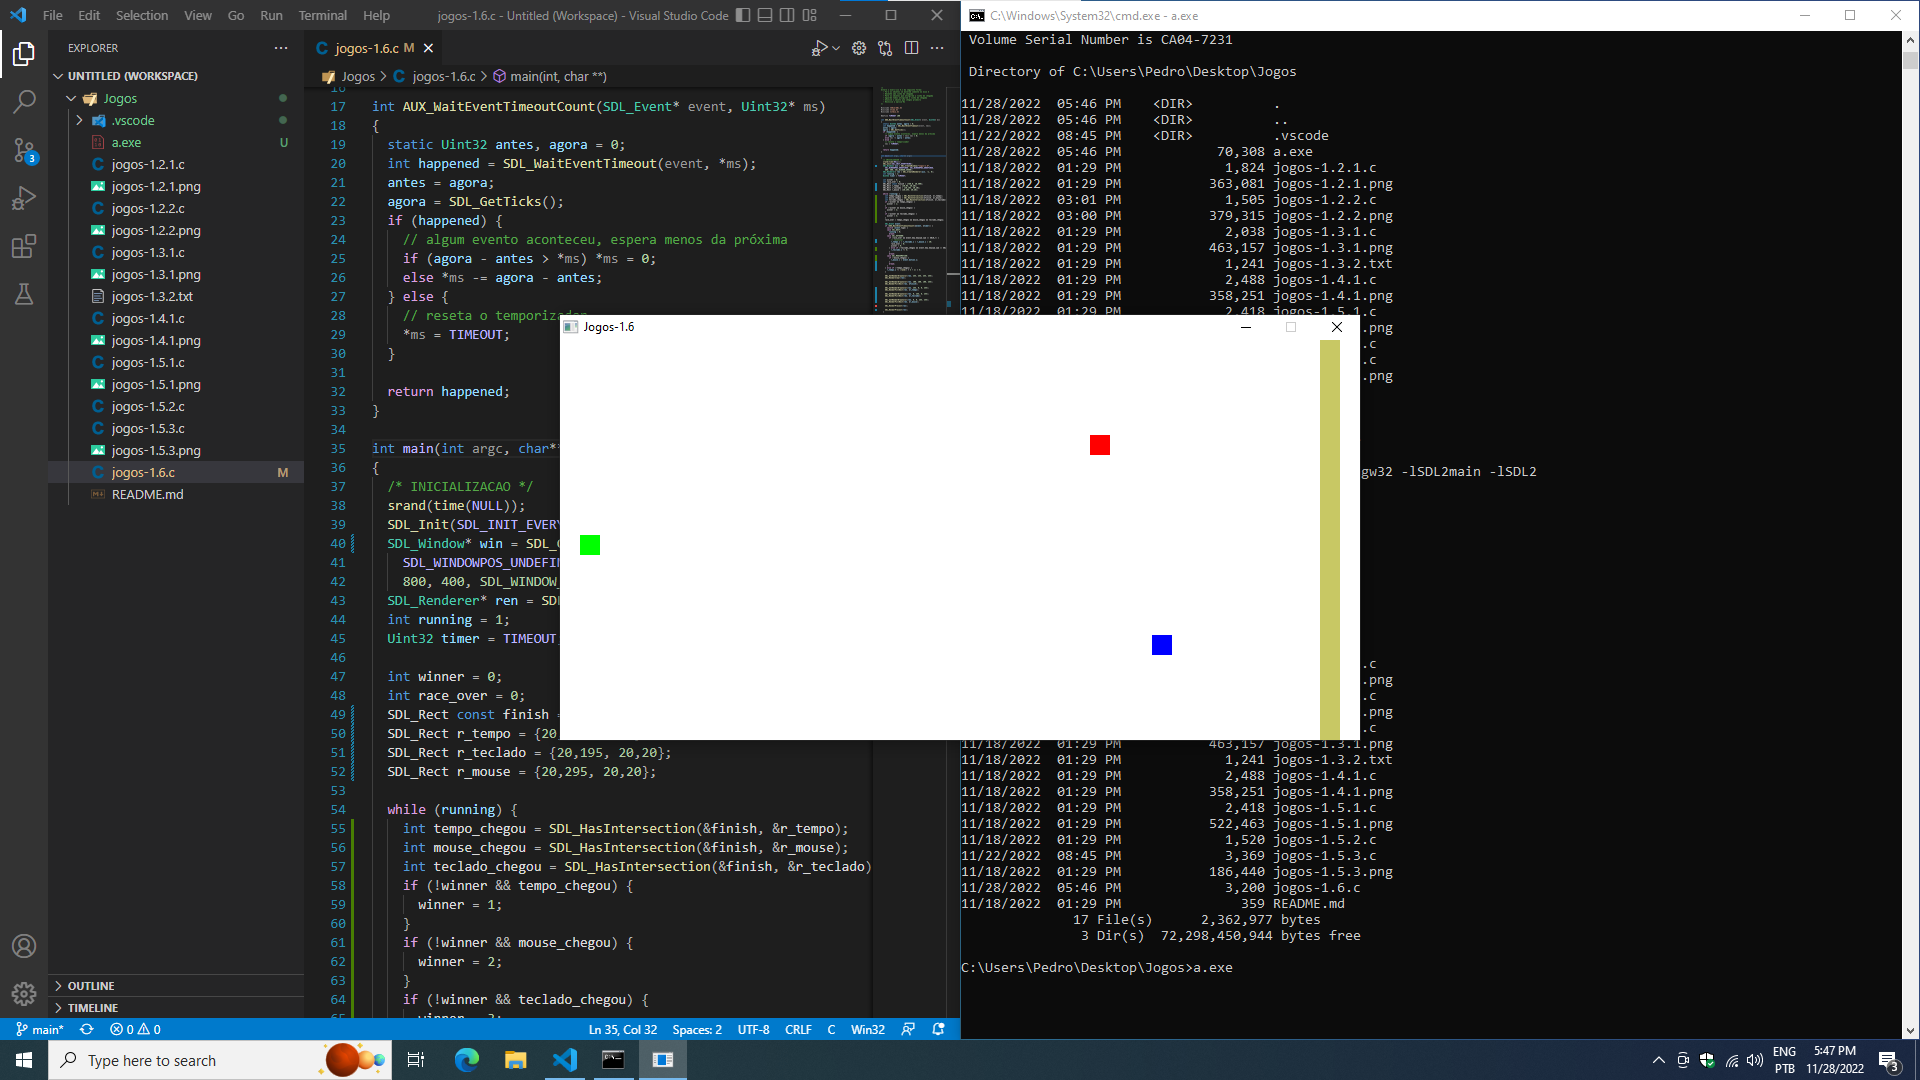 File Edit Selection View Go Run Terminal Help
jogos-1.6.c - Untitled (Workspace) - Visual Studio Code
EXPLORER
UNTITLED (WORKSPACE)
Jogos
.vscode
a.exe U
jogos-1.2.1.c
jogos-1.2.1.png
jogos-1.2.2.c
jogos-1.2.2.png
jogos-1.3.1.c
jogos-1.3.1.png
jogos-1.3.2.txt
jogos-1.4.1.c
jogos-1.4.1.png
jogos-1.5.1.c
jogos-1.5.1.png
jogos-1.5.2.c
jogos-1.5.3.c
jogos-1.5.3.png
jogos-1.6.c M
README.md
OUTLINE
TIMELINE
3
jogos-1.6.c M
Jogos > C jogos-1.6.c > main(int, char **)
16
17 int AUX_WaitEventTimeoutCount(SDL_Event* event, Uint32* ms)
18 {
19 static Uint32 antes, agora = 0;
20 int happened = SDL_WaitEventTimeout(event, *ms);
21 antes = agora;
22 agora = SDL_GetTicks();
23 if (happened) {
24 // algum evento aconteceu, espera menos da próxima
25 if (agora - antes > *ms) *ms = 0;
26 else *ms -= agora - antes;
27 } else {
28 // reseta o temporizador
29 *ms = TIMEOUT;
30 }
31
32 return happened;
33 }
34
35 int main(int argc, char**
36 {
37 /* INICIALIZACAO */
38 srand(time(NULL));
39 SDL_Init(SDL_INIT_EVERY
40 SDL_Window* win = SDL_C
41 SDL_WINDOWPOS_UNDEFIN
42 800, 400, SDL_WINDOW_
43 SDL_Renderer* ren = SDL
44 int running = 1;
45 Uint32 timer = TIMEOUT;
46
47 int winner = 0;
48 int race_over = 0;
49 SDL_Rect const finish =
50 SDL_Rect r_tempo = {20,
51 SDL_Rect r_teclado = {20,195, 20,20};
52 SDL_Rect r_mouse = {20,295, 20,20};
53
54 while (running) {
55 int tempo_chegou = SDL_HasIntersection(&finish, &r_tempo);
56 int mouse_chegou = SDL_HasIntersection(&finish, &r_mouse);
57 int teclado_chegou = SDL_HasIntersection(&finish, &r_teclado)
58 if (!winner && tempo_chegou) {
59 winner = 1;
60 }
61 if (!winner && mouse_chegou) {
62 winner = 2;
63 }
64 if (!winner && teclado_chegou) {
65
main* 0 0
Ln 35, Col 32 Spaces: 2 UTF-8 CRLF C Win32
Jogos-1.6
C:\Windows\System32\cmd.exe - a.exe
Volume Serial Number is CA04-7231
Directory of C:\Users\Pedro\Desktop\Jogos
11/28/2022 05:46 PM <DIR> .
11/28/2022 05:46 PM <DIR> ..
11/22/2022 08:45 PM <DIR> .vscode
11/28/2022 05:46 PM 70,308 a.exe
11/18/2022 01:29 PM 1,824 jogos-1.2.1.c
11/18/2022 01:29 PM 363,081 jogos-1.2.1.png
11/18/2022 03:01 PM 1,505 jogos-1.2.2.c
11/18/2022 03:00 PM 379,315 jogos-1.2.2.png
11/18/2022 01:29 PM 2,038 jogos-1.3.1.c
11/18/2022 01:29 PM 463,157 jogos-1.3.1.png
11/18/2022 01:29 PM 1,241 jogos-1.3.2.txt
11/18/2022 01:29 PM 2,488 jogos-1.4.1.c
11/18/2022 01:29 PM 358,251 jogos-1.4.1.png
11/18/2022 01:29 PM 2,418 jogos-1.5.1.c
.png
.c
.c
.png
gw32 -lSDL2main -lSDL2
.c
.png
.c
.png
.c
11/18/2022 01:29 PM 463,157 jogos-1.3.1.png
11/18/2022 01:29 PM 1,241 jogos-1.3.2.txt
11/18/2022 01:29 PM 2,488 jogos-1.4.1.c
11/18/2022 01:29 PM 358,251 jogos-1.4.1.png
11/18/2022 01:29 PM 2,418 jogos-1.5.1.c
11/18/2022 01:29 PM 522,463 jogos-1.5.1.png
11/18/2022 01:29 PM 1,520 jogos-1.5.2.c
11/22/2022 08:45 PM 3,369 jogos-1.5.3.c
11/18/2022 01:29 PM 186,440 jogos-1.5.3.png
11/28/2022 05:46 PM 3,200 jogos-1.6.c
11/18/2022 01:29 PM 359 README.md
17 File(s) 2,362,977 bytes
3 Dir(s) 72,298,450,944 bytes free
C:\Users\Pedro\Desktop\Jogos>a.exe
Type here to search
ENG
PTB
5:47 PM
11/28/2022
3